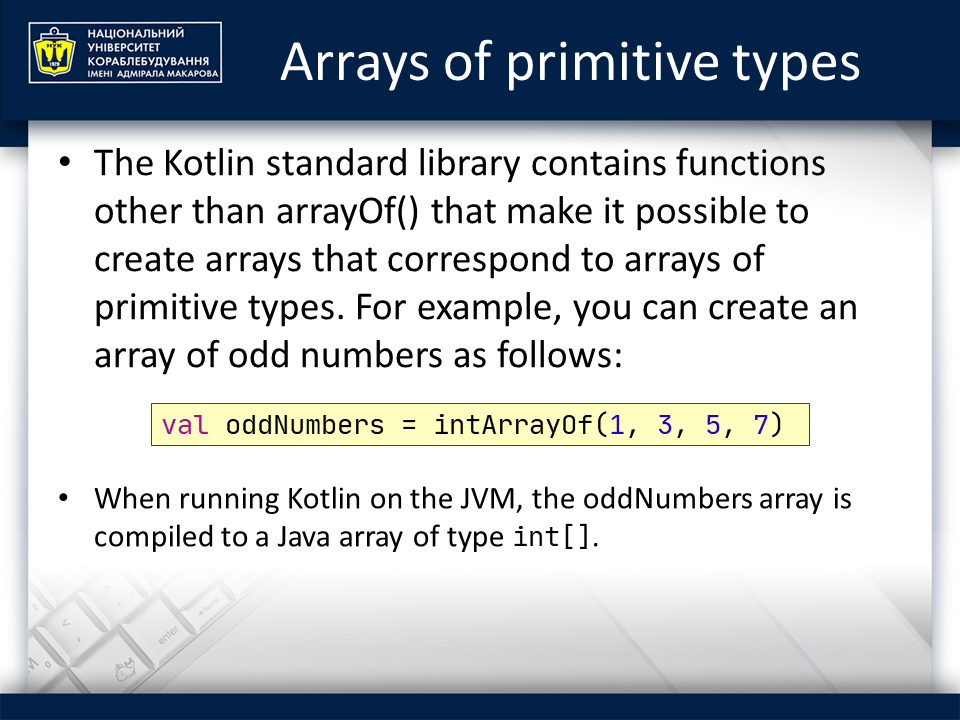 НАЦІОНАЛЬНИЙ
УНІВЕРСИТЕТ
КОРАБЛЕБУДУВАННЯ
ІМЕНІ АДМІРАЛА МАКАРОВА
НУК
1920
Arrays of primitive types
• The Kotlin standard library contains functions
other than arrayOf() that make it possible to
create arrays that correspond to arrays of
primitive types. For example, you can create an
array of odd numbers as follows:
val oddNumbers = intArrayOf(1, 3, 5, 7)
• When running Kotlin on the JVM, the oddNumbers array is
compiled to a Java array of type int[].
enter